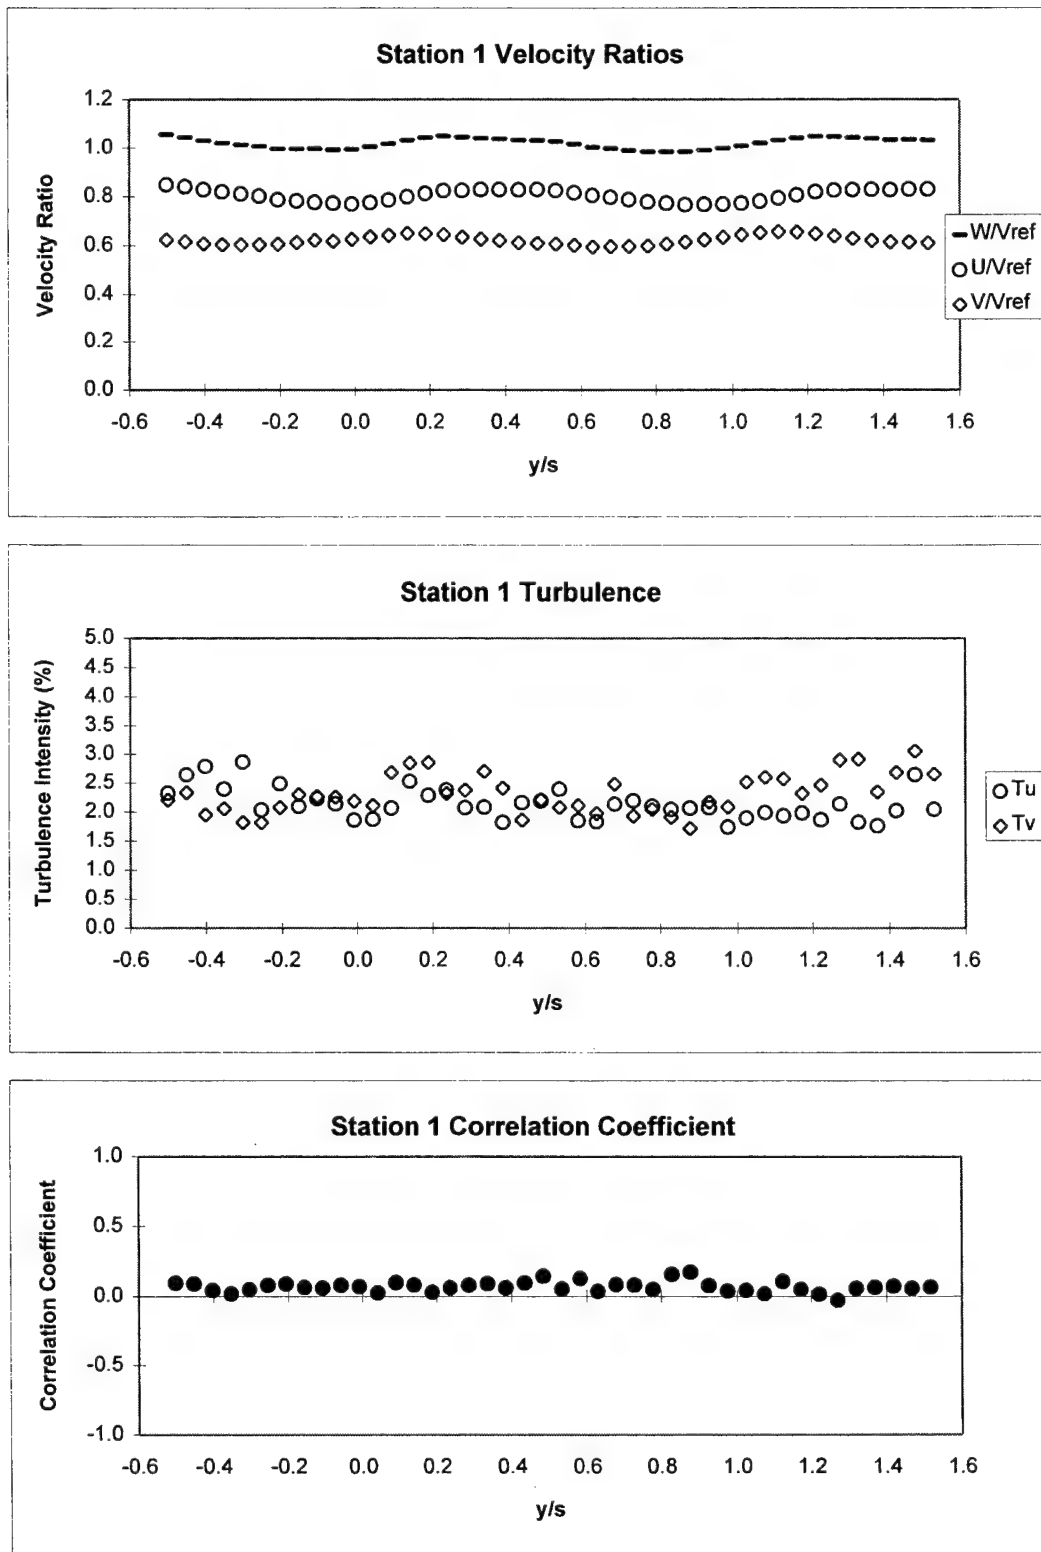 Station 1 Velocity Ratios
Velocity Ratio
1.2
1.0
0.8
0.6
0.4
0.2
0.0
-0.6 -0.4 -0.2 0.0 0.2 0.4 0.6 0.8 1.0 1.2 1.4 1.6
y/s
W/Vref
U/Vref
V/Vref
Station 1 Turbulence
Turbulence Intensity (%)
5.0
4.5
4.0
3.5
3.0
2.5
2.0
1.5
1.0
0.5
0.0
-0.6 -0.4 -0.2 0.0 0.2 0.4 0.6 0.8 1.0 1.2 1.4 1.6
y/s
Tu
Tv
Station 1 Correlation Coefficient
Correlation Coefficient
1.0
0.5
0.0
-0.5
-1.0
-0.6 -0.4 -0.2 0.0 0.2 0.4 0.6 0.8 1.0 1.2 1.4 1.6
y/s